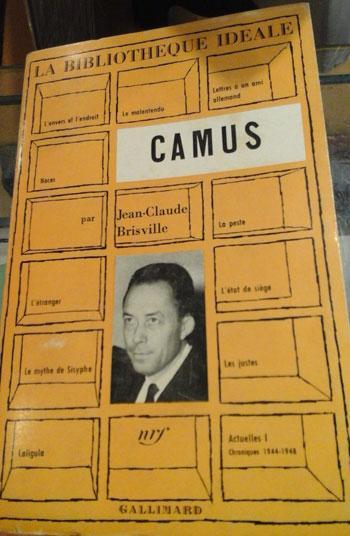 LA BIBLIOTHEQUE IDEALE
L'envers et l'endroit
Le malentendu
Lettres à un ami
allemand
CAMUS
Noces
par
Jean-Claude
Brisville
La peste
L'étranger
L'état de siège
Le mythe de Sisyphe
Les justes
Caligula
nrf
Actuelles I
Chroniques 1944-1948
GALLIMARD